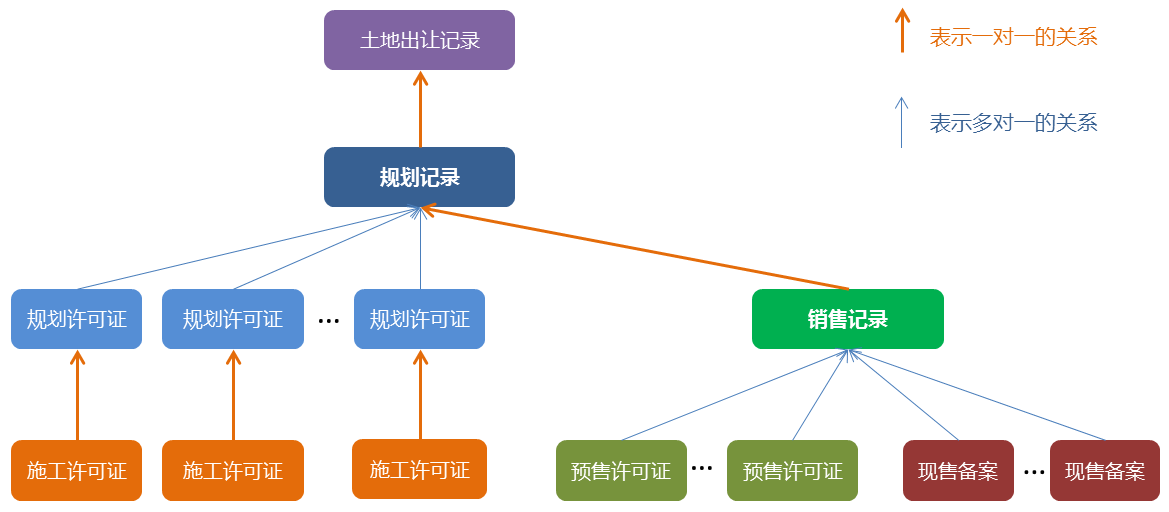 土地出让记录
表示一对一的关系
表示多对一的关系
规划记录
规划许可证 规划许可证 ... 规划许可证
销售记录
施工许可证 施工许可证 施工许可证
预售许可证 ... 预售许可证 现售备案 ... 现售备案